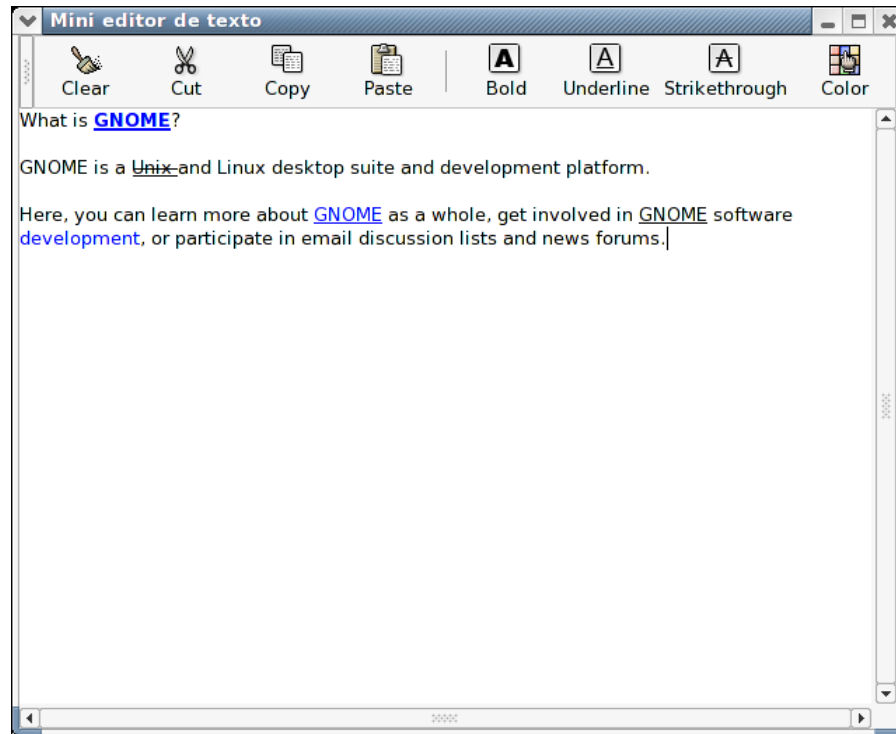 Mini editor de texto
Clear Cut Copy Paste Bold Underline Strikethrough Color
What is GNOME?
GNOME is a Unix and Linux desktop suite and development platform.
Here, you can learn more about GNOME as a whole, get involved in GNOME software
development, or participate in email discussion lists and news forums.